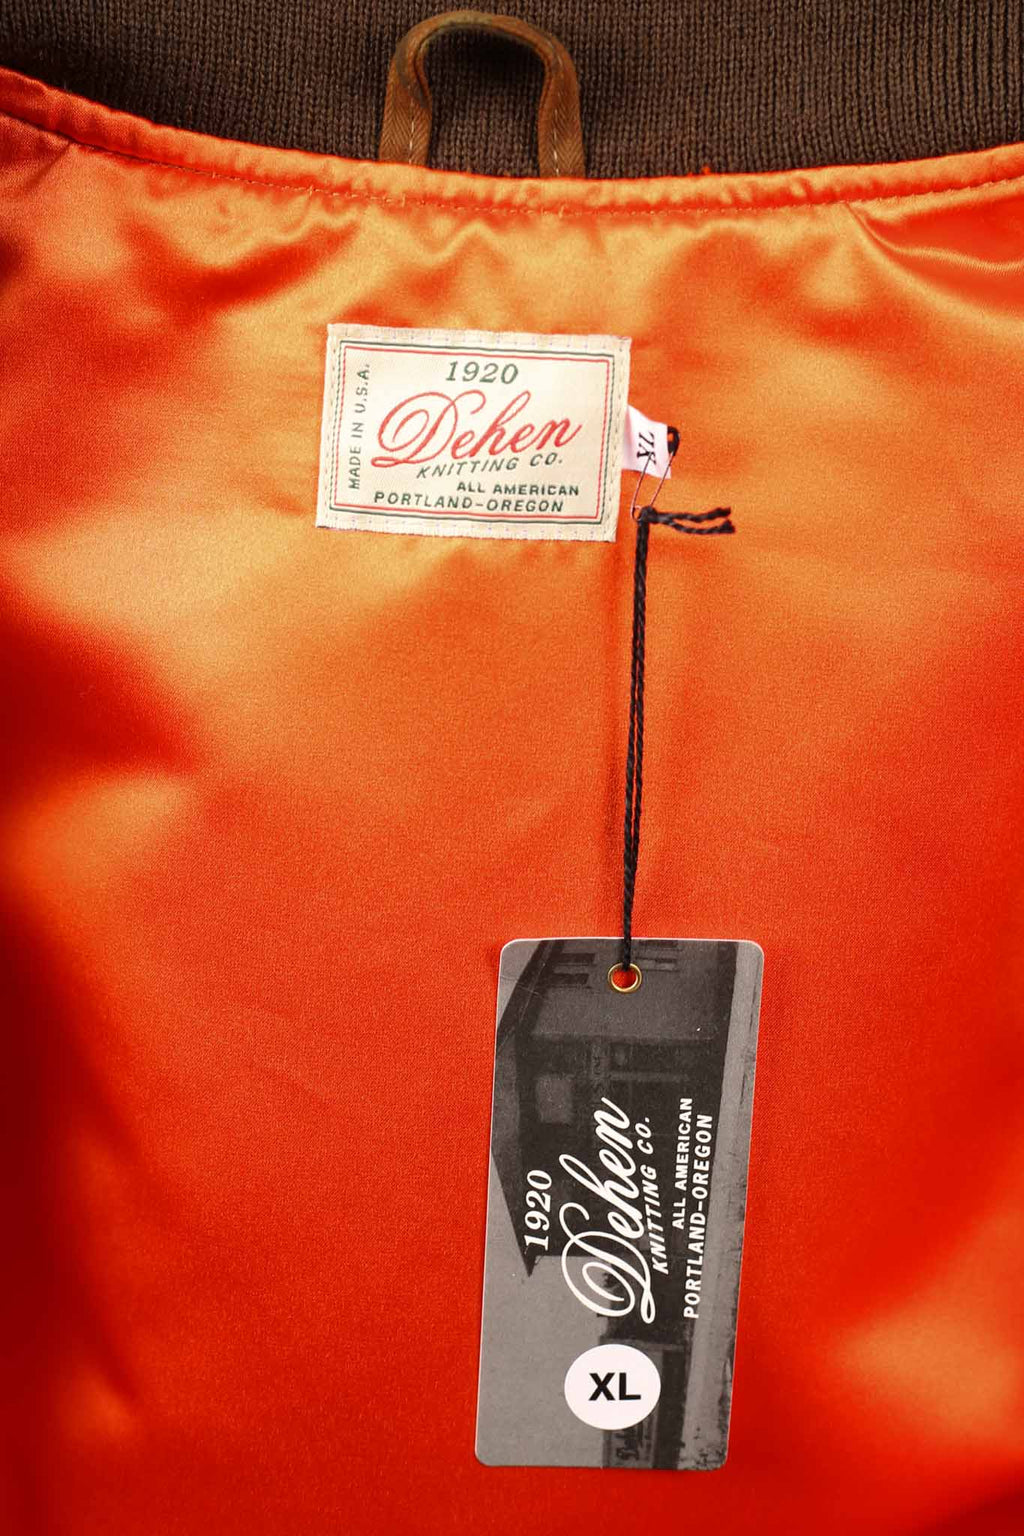 1920
MADE IN U.S.A.
Dehen
KNITTING CO.
ALL AMERICAN
PORTLAND-OREGON
XL
1920
Dehen
KNITTING CO.
ALL AMERICAN
PORTLAND-OREGON
XL